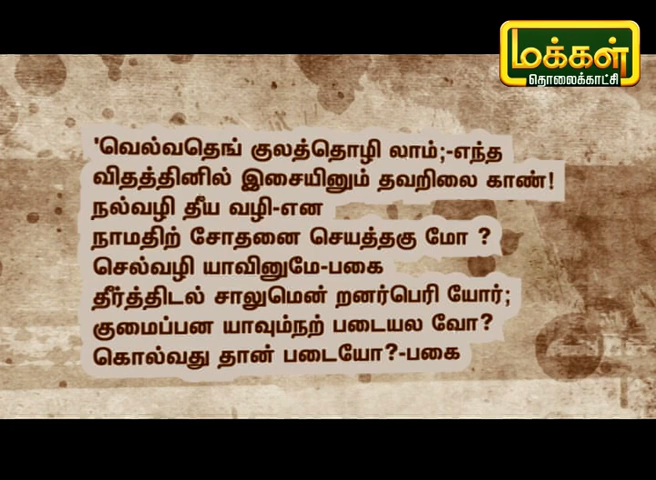 மக்கள்
தொலைக்காட்சி
'வெல்வதெங் குலத்தொழி லாம்;-எந்த
விதத்தினில் இசையினும் தவறிலை காண்!
நல்வழி தீய வழி-என
நாமதிற் சோதனை செயத்தகு மோ ?
செல்வழி யாவினுமே-பகை
தீர்த்திடல் சாலுமென் றனர்பெரி யோர்;
குமைப்பன யாவும்நற் படையல வோ?
கொல்வது தான் படையோ?-பகை